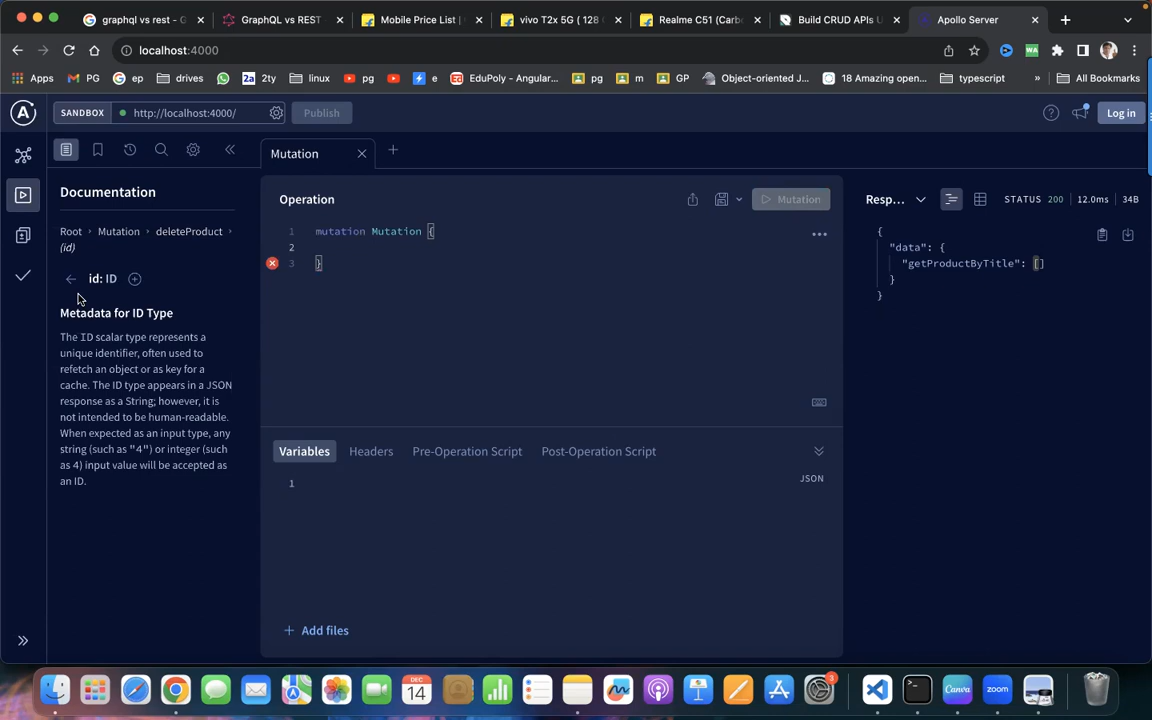 graphql vs rest - G
GraphQL vs REST
Mobile Price List |
vivo T2x 5G ( 128 G
Realme C51 (Carbo
Build CRUD APIs U
Apollo Server
localhost:4000
Apps
PG
ep
drives
2ty
linux
pg
e
EduPoly - Angular...
pg
m
GP
Object-oriented J...
18 Amazing open...
typescript
»
All Bookmarks
SANDBOX
http://localhost:4000/
Publish
Log in
Mutation
Documentation
Root › Mutation › deleteProduct ›
(id)
id: ID
Metadata for ID Type
The ID scalar type represents a
unique identifier, often used to
refetch an object or as key for a
cache. The ID type appears in a JSON
response as a String; however, it is
not intended to be human-readable.
When expected as an input type, any
string (such as "4") or integer (such
as 4) input value will be accepted as
an ID.
Operation
Mutation
1 mutation Mutation {
2
3 }
Variables
Headers
Pre-Operation Script
Post-Operation Script
JSON
1
Add files
Resp...
STATUS 200
12.0ms
34B
{
"data": {
"getProductByTitle": []
}
}
DEC
14
3
Canva
zoom